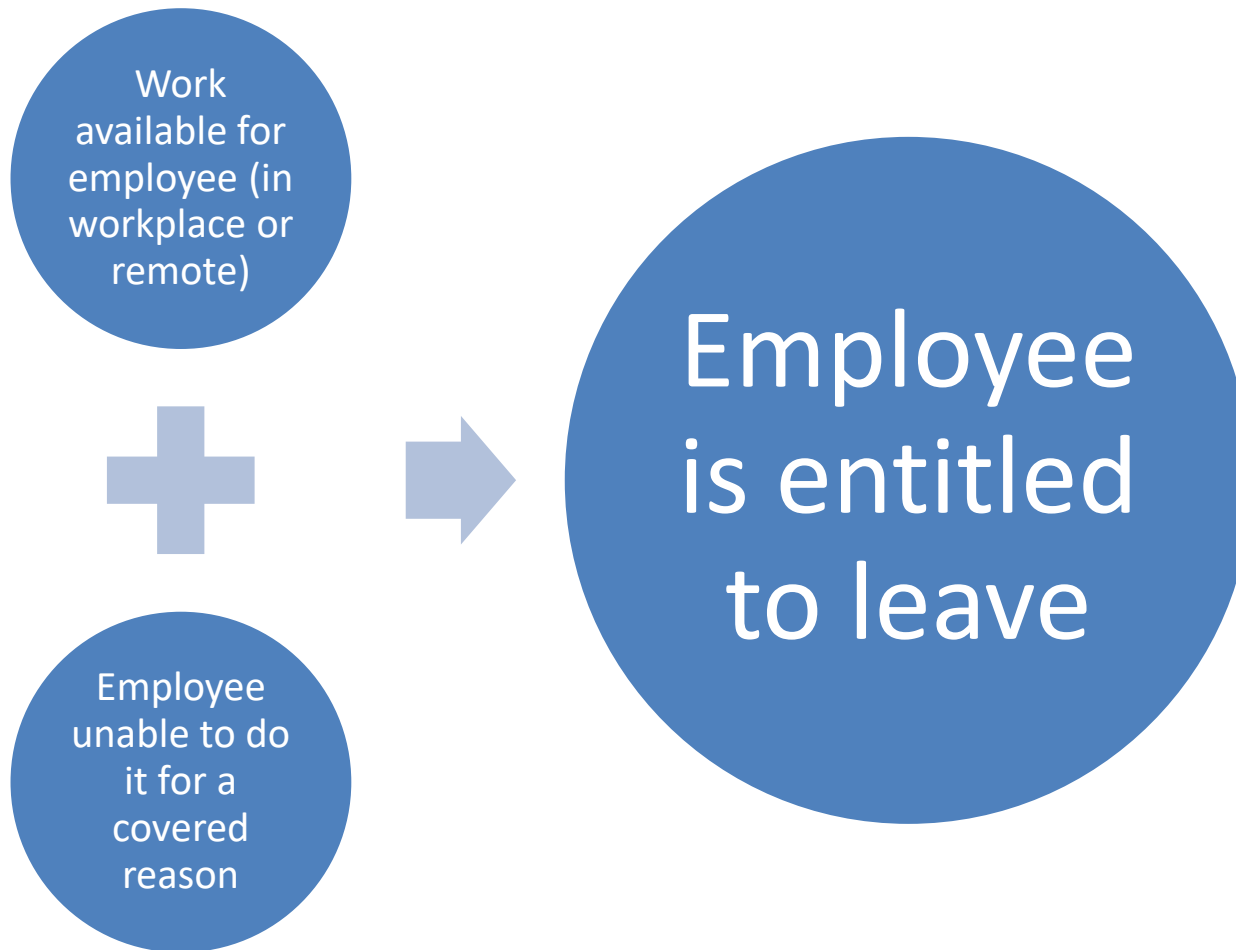 Work
available for
employee (in
workplace or
remote)
Employee
unable to do
it for a
covered
reason
Employee
is entitled
to leave